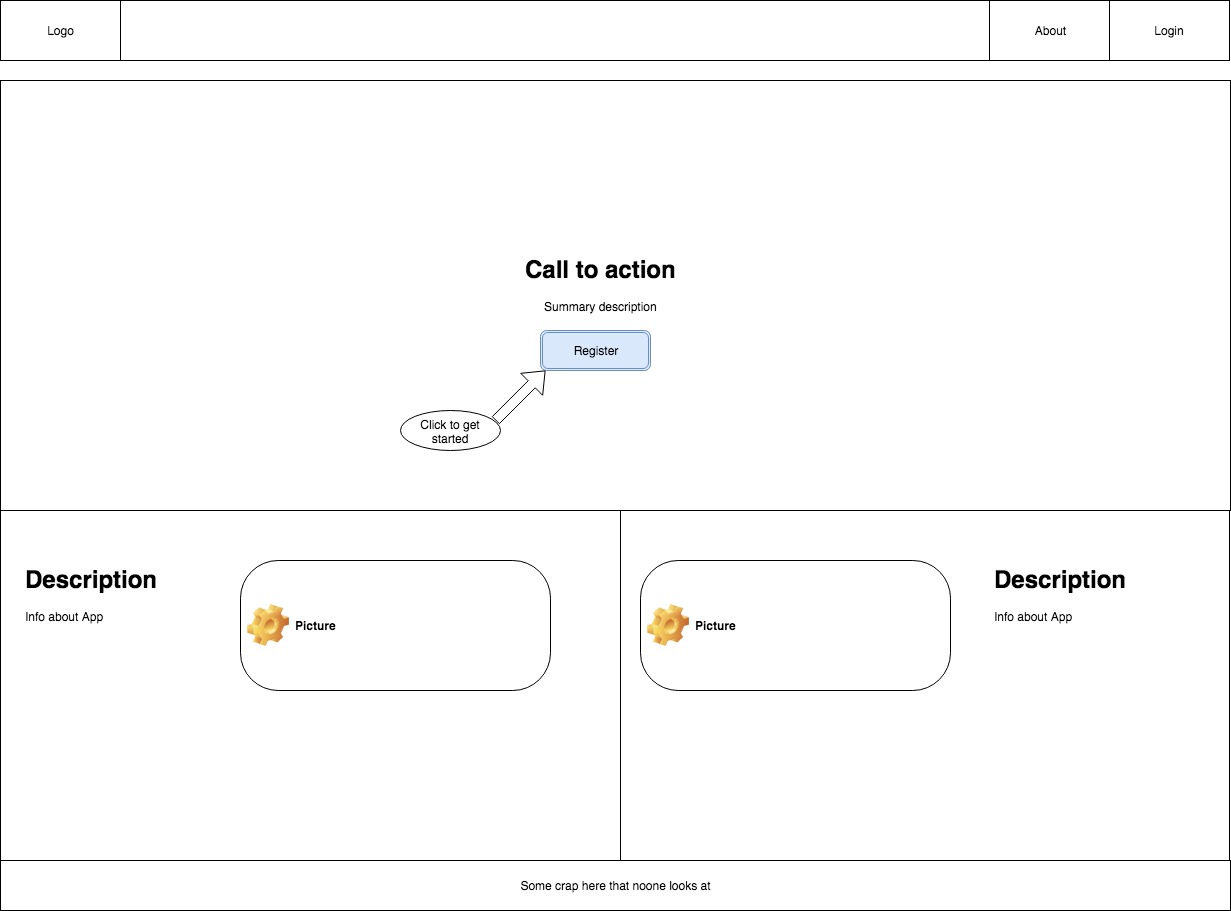 Logo
About
Login
Call to action
Summary description
Register
Click to get
started
Description
Info about App
Picture
Picture
Description
Info about App
Some crap here that noone looks at